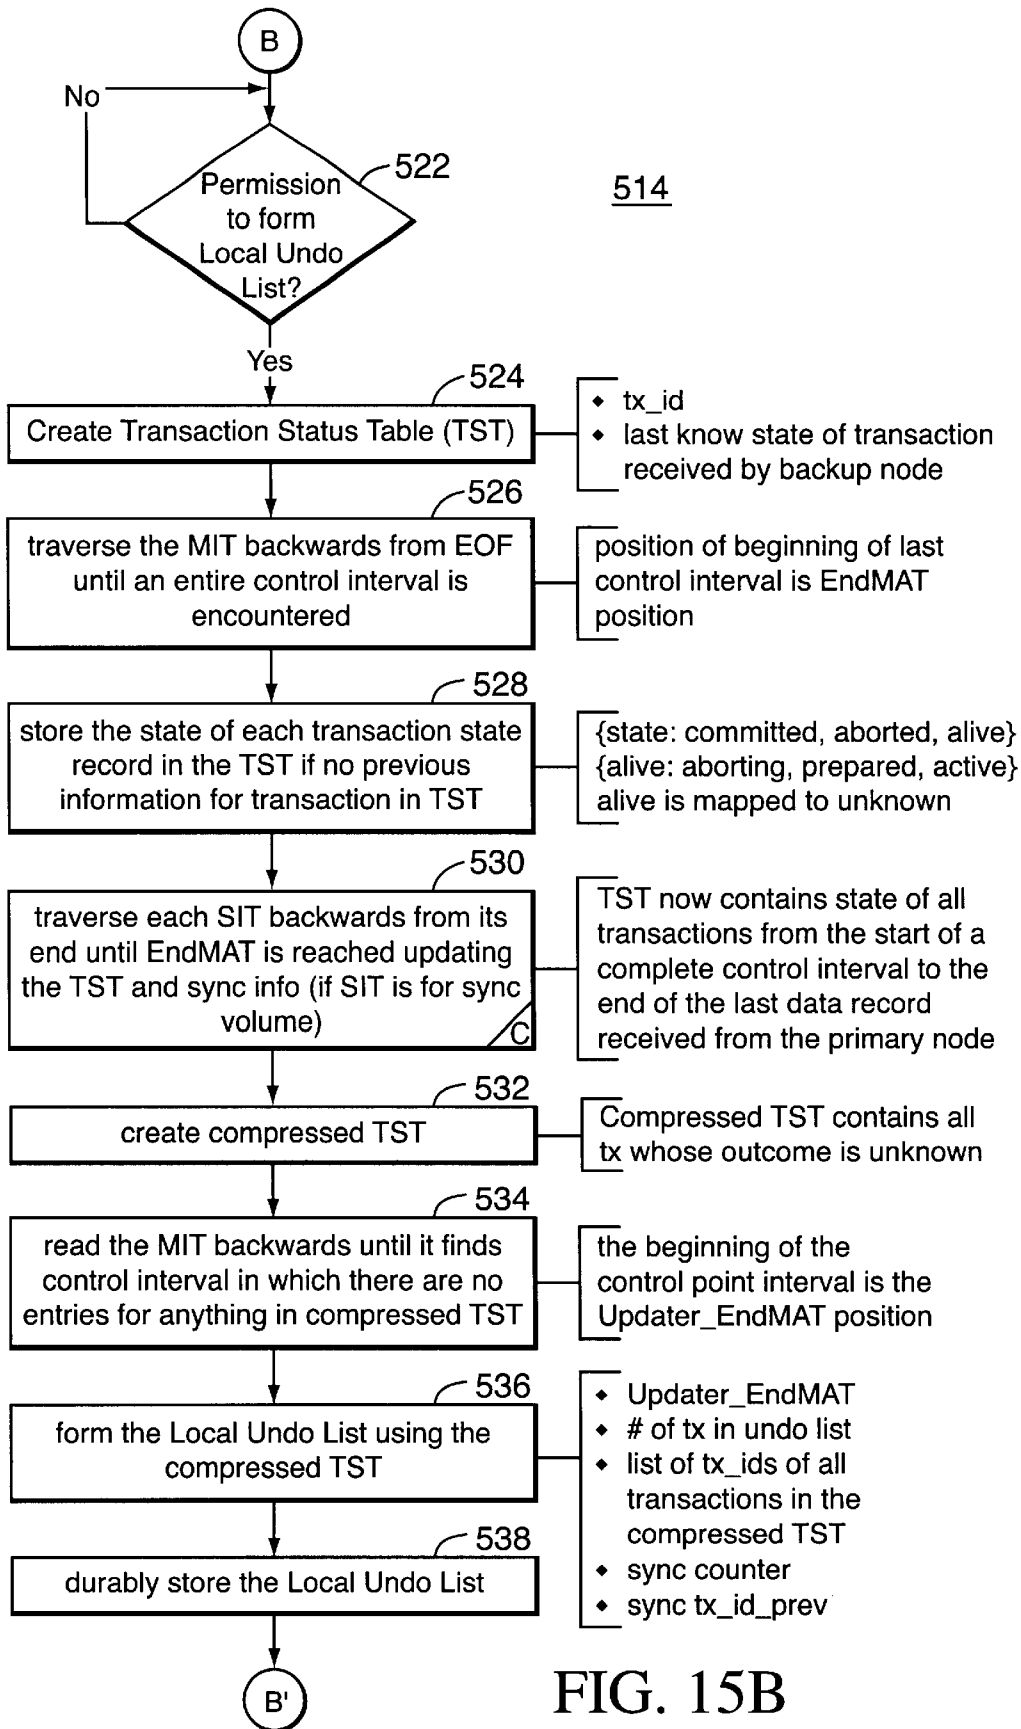 B
No
522
Permission
to form
Local Undo
List?
514
Yes
524
Create Transaction Status Table (TST)
♦ tx_id
♦ last know state of transaction
received by backup node
526
traverse the MIT backwards from EOF
until an entire control interval is
encountered
position of beginning of last
control interval is EndMAT
position
528
store the state of each transaction state
record in the TST if no previous
information for transaction in TST
{state: committed, aborted, alive}
{alive: aborting, prepared, active}
alive is mapped to unknown
530
traverse each SIT backwards from its
end until EndMAT is reached updating
the TST and sync info (if SIT is for sync
volume)
C
TST now contains state of all
transactions from the start of a
complete control interval to the
end of the last data record
received from the primary node
532
create compressed TST
Compressed TST contains all
tx whose outcome is unknown
534
read the MIT backwards until it finds
control interval in which there are no
entries for anything in compressed TST
the beginning of the
control point interval is the
Updater_EndMAT position
536
form the Local Undo List using the
compressed TST
♦ Updater_EndMAT
♦ # of tx in undo list
♦ list of tx_ids of all
transactions in the
compressed TST
♦ sync counter
♦ sync tx_id_prev
538
durably store the Local Undo List
B'
FIG. 15B